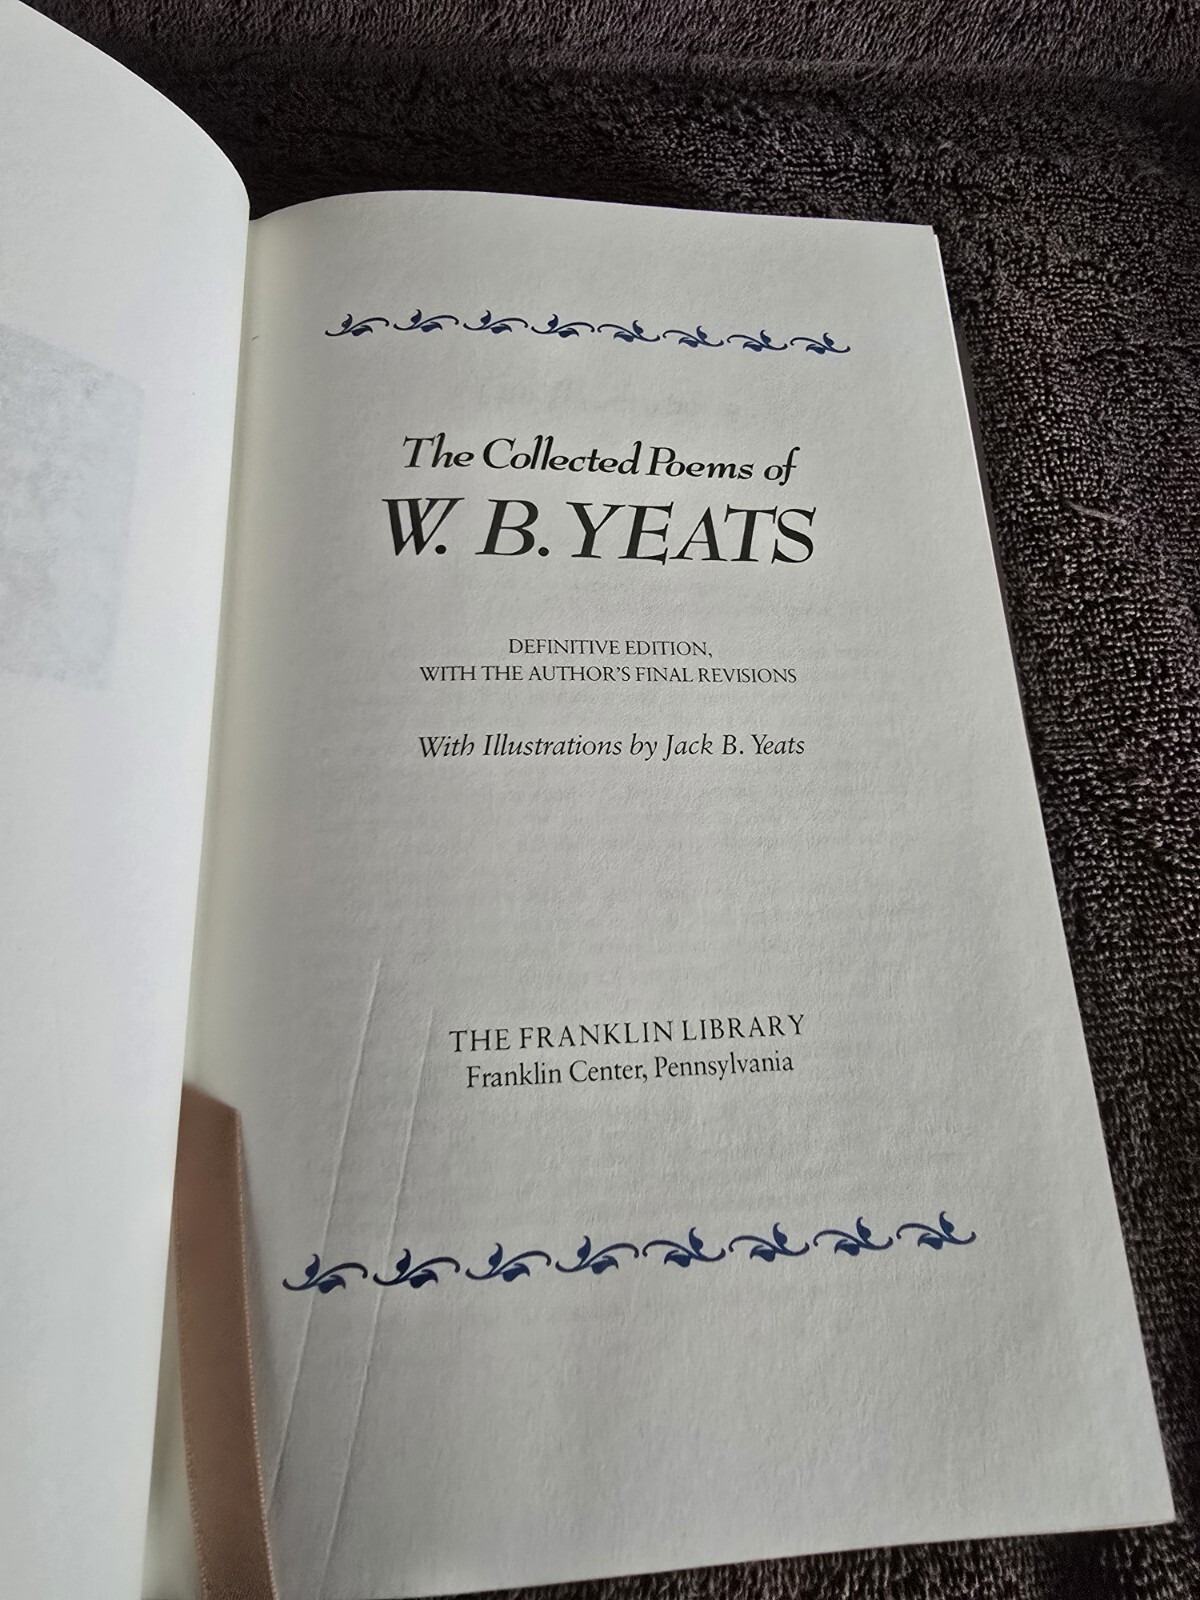 The Collected Poems of
W. B. YEATS
DEFINITIVE EDITION,
WITH THE AUTHOR'S FINAL REVISIONS
With Illustrations by Jack B. Yeats
THE FRANKLIN LIBRARY
Franklin Center, Pennsylvania